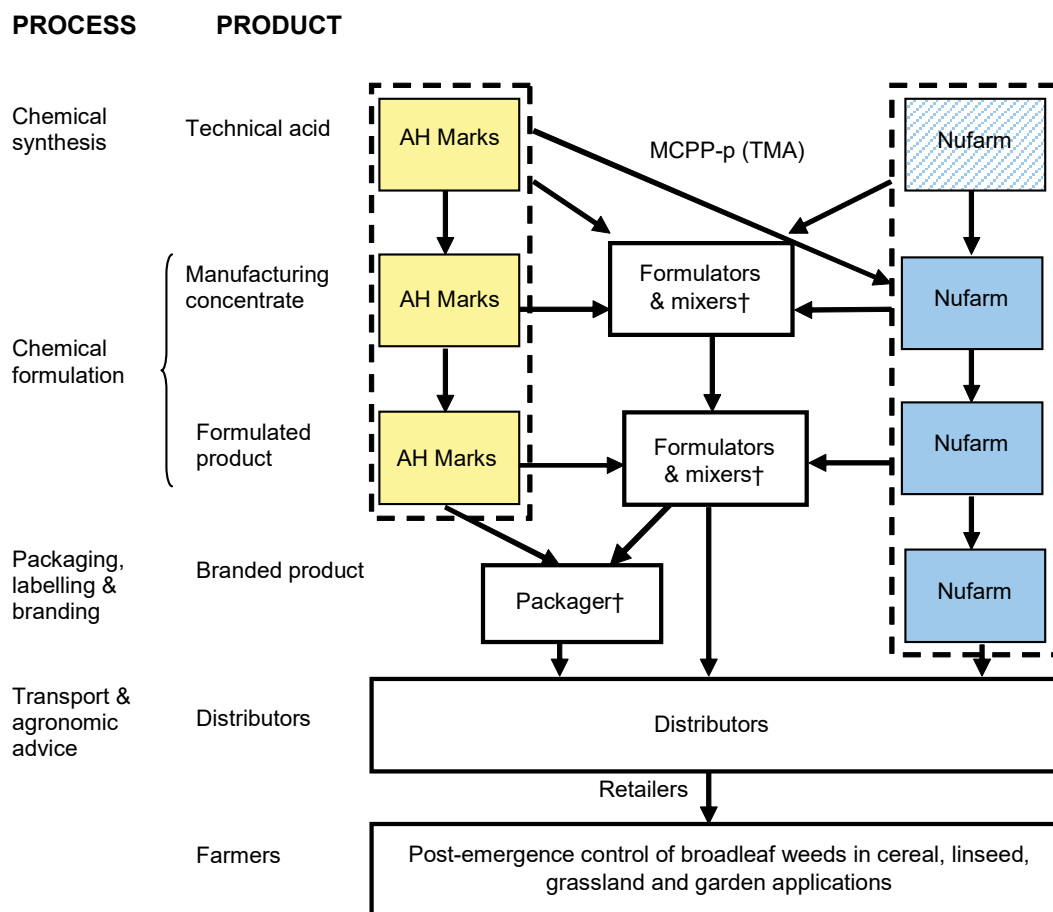 PROCESS PRODUCT
Chemical
synthesis
Technical acid
AH Marks
MCPP-p (TMA)
Nufarm
Chemical
formulation
Manufacturing
concentrate
AH Marks
Formulators
& mixers†
Nufarm
Formulated
product
AH Marks
Formulators
& mixers†
Nufarm
Packaging,
labelling &
branding
Branded product
Packager†
Nufarm
Transport &
agronomic
advice
Distributors
Distributors
Retailers
Farmers
Post-emergence control of broadleaf weeds in cereal, linseed,
grassland and garden applications